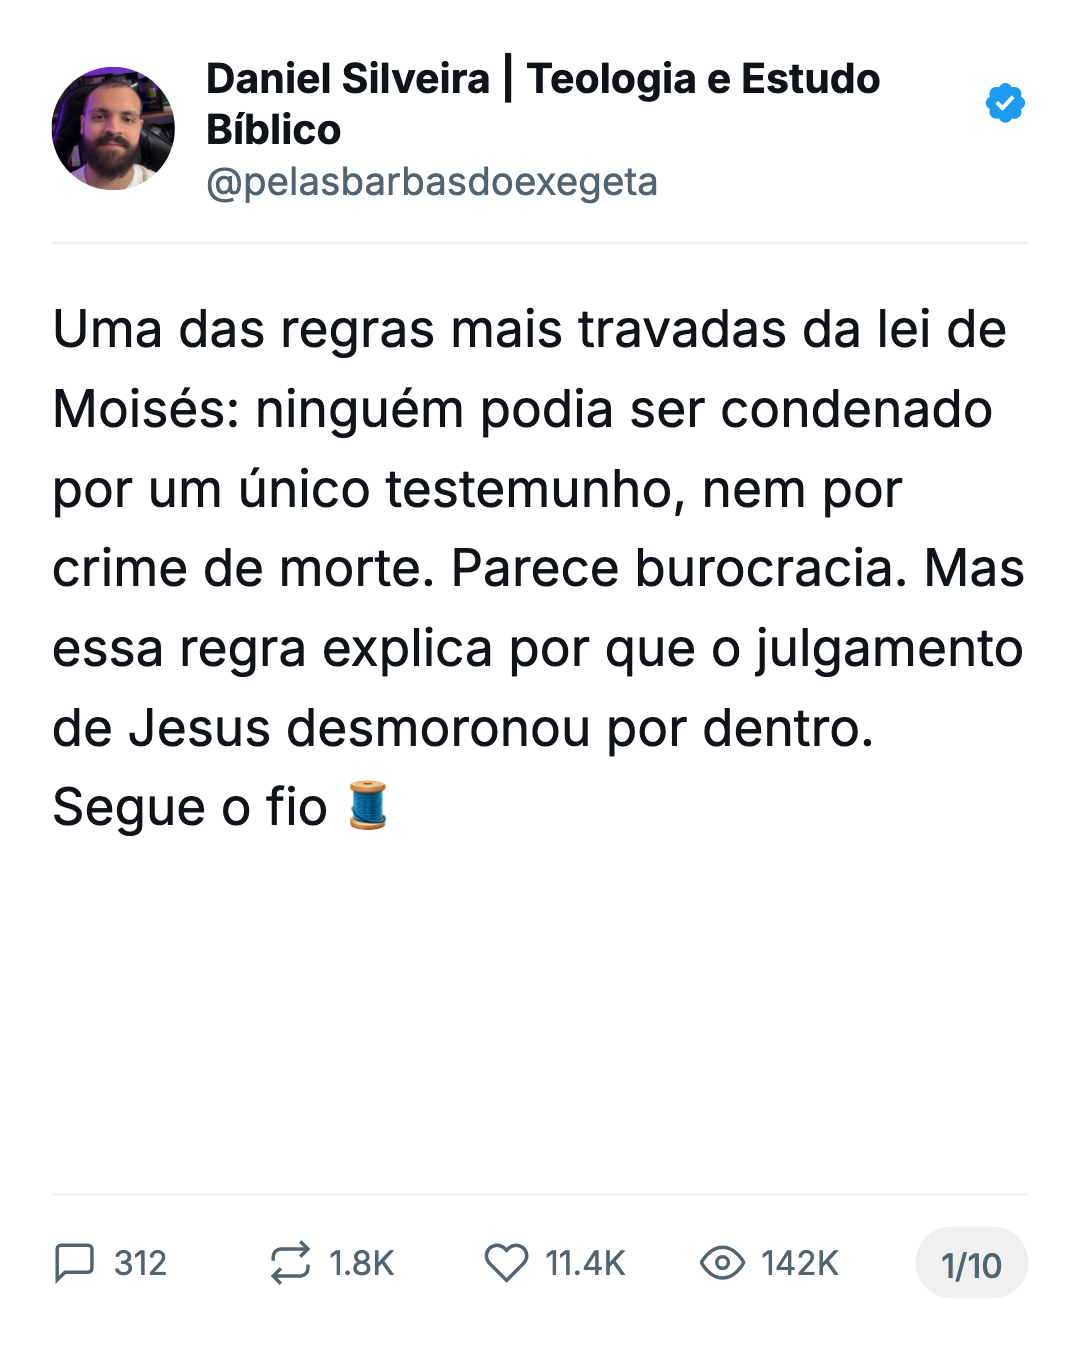 Daniel Silveira | Teologia e Estudo
Bíblico
@pelasbarbasdoexegeta
Uma das regras mais travadas da lei de
Moisés: ninguém podia ser condenado
por um único testemunho, nem por
crime de morte. Parece burocracia. Mas
essa regra explica por que o julgamento
de Jesus desmoronou por dentro.
Segue o fio 🧵
312 1.8K 11.4K 142K 1/10